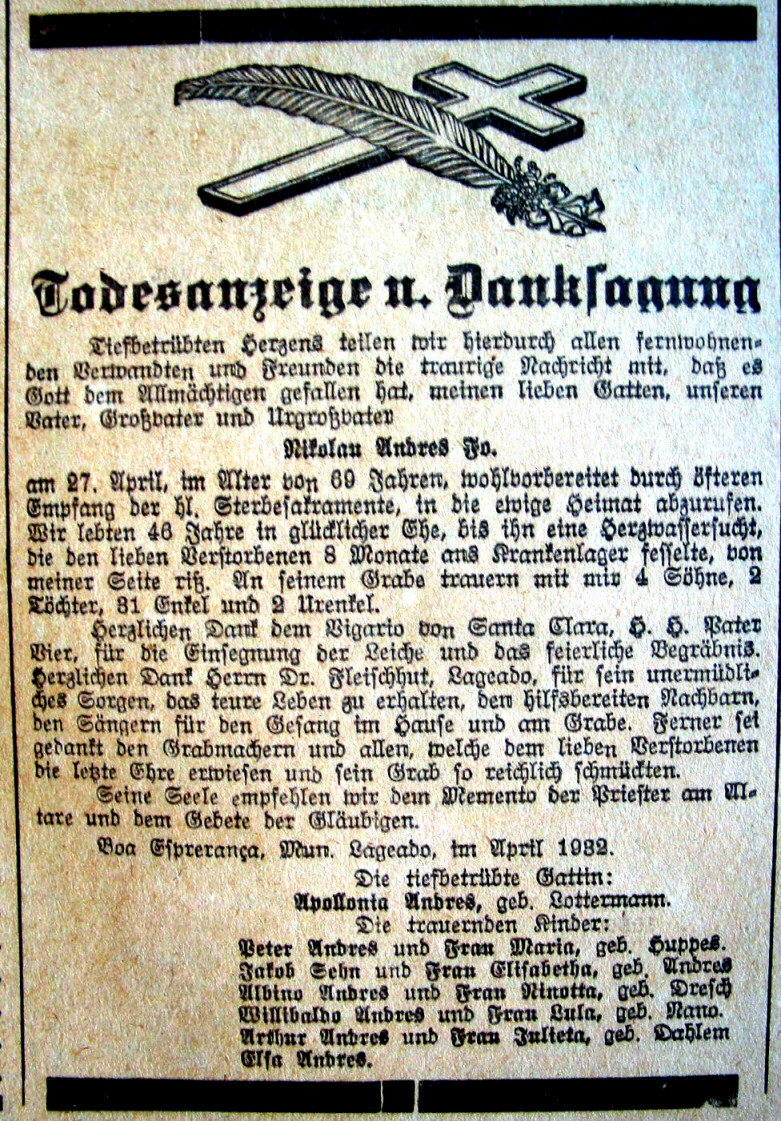 Todesanzeige u. Danksagung
Tiefbetrübten Herzens teilen wir hierdurch allen fernwohnen-
den Verwandten und Freunden die traurige Nachricht mit, daß es
Gott dem Allmächtigen gefallen hat, meinen lieben Gatten, unseren
Vater, Großvater und Urgroßvater
Nikolau Andres Fo.
am 27. April, im Alter von 69 Jahren, wohlvorbereitet durch öfteren
Empfang der hl. Sterbesakramente, in die ewige Heimat abzurufen.
Wir lebten 46 Jahre in glücklicher Ehe, bis ihn eine Herzwassersucht,
die den lieben Verstorbenen 8 Monate ans Krankenlager fesselte, von
meiner Seite riß. An seinem Grabe trauern mit mir 4 Söhne, 2
Töchter, 31 Enkel und 2 Urenkel.
Herzlichen Dank dem Vigario von Santa Clara, H. H. Pater
Vier, für die Einsegnung der Leiche und das feierliche Begräbnis.
Herzlichen Dank Herrn Dr. Fleischhut, Lageado, für sein unermüdli-
ches Sorgen, das teure Leben zu erhalten, den hilfsbereiten Nachbarn,
den Sängern für den Gesang im Hause und am Grabe. Ferner sei
gedankt den Grabmachern und allen, welche dem lieben Verstorbenen
die letzte Ehre erwiesen und sein Grab so reichlich schmückten.
Seine Seele empfehlen wir dem Memento der Priester am Al-
tare und dem Gebete der Gläubigen.
Boa Esprerança, Mun. Lageado, im April 1932.
Die tiefbetrübte Gattin:
Apollonia Andres, geb. Lottermann.
Die trauernden Kinder:
Peter Andres und Frau Maria, geb. Huppes.
Jakob Sehn und Frau Elisabetha, geb. Andres
Albino Andres und Frau Ninotta, geb. Dresch
Willibaldo Andres und Frau Lula, geb. Nano.
Arthur Andres und Frau Julieta, geb. Dahlem
Elsa Andres.